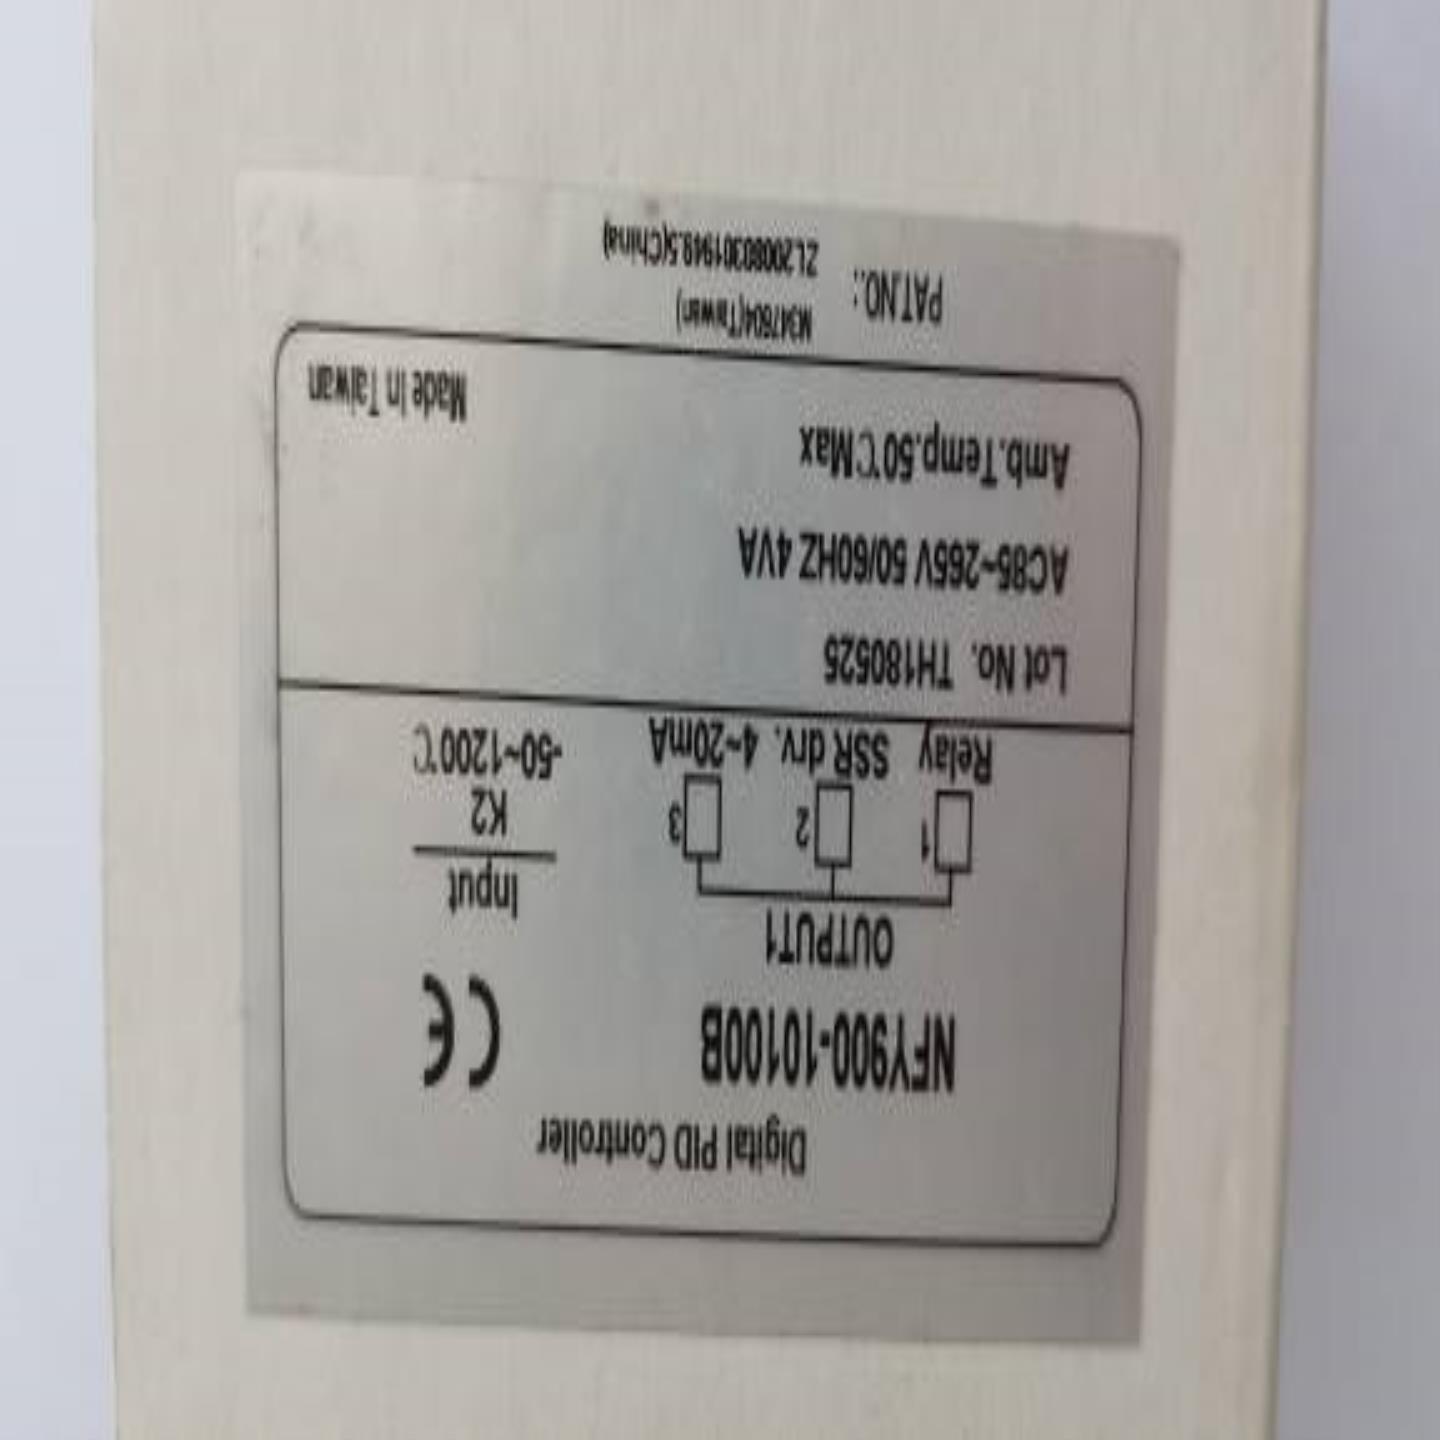 Digital PID Controller
NFY900-10100B
CE
OUTPUT1
1 2 3
Relay SSR drv. 4~20mA
Input
K2
-50~1200℃
Lot No. TH180525
AC85~265V 50/60HZ 4VA
Amb.Temp.50℃Max
Made In Taiwan
PAT.NO.: M347604(Taiwan)
ZL20080301949.5(China)